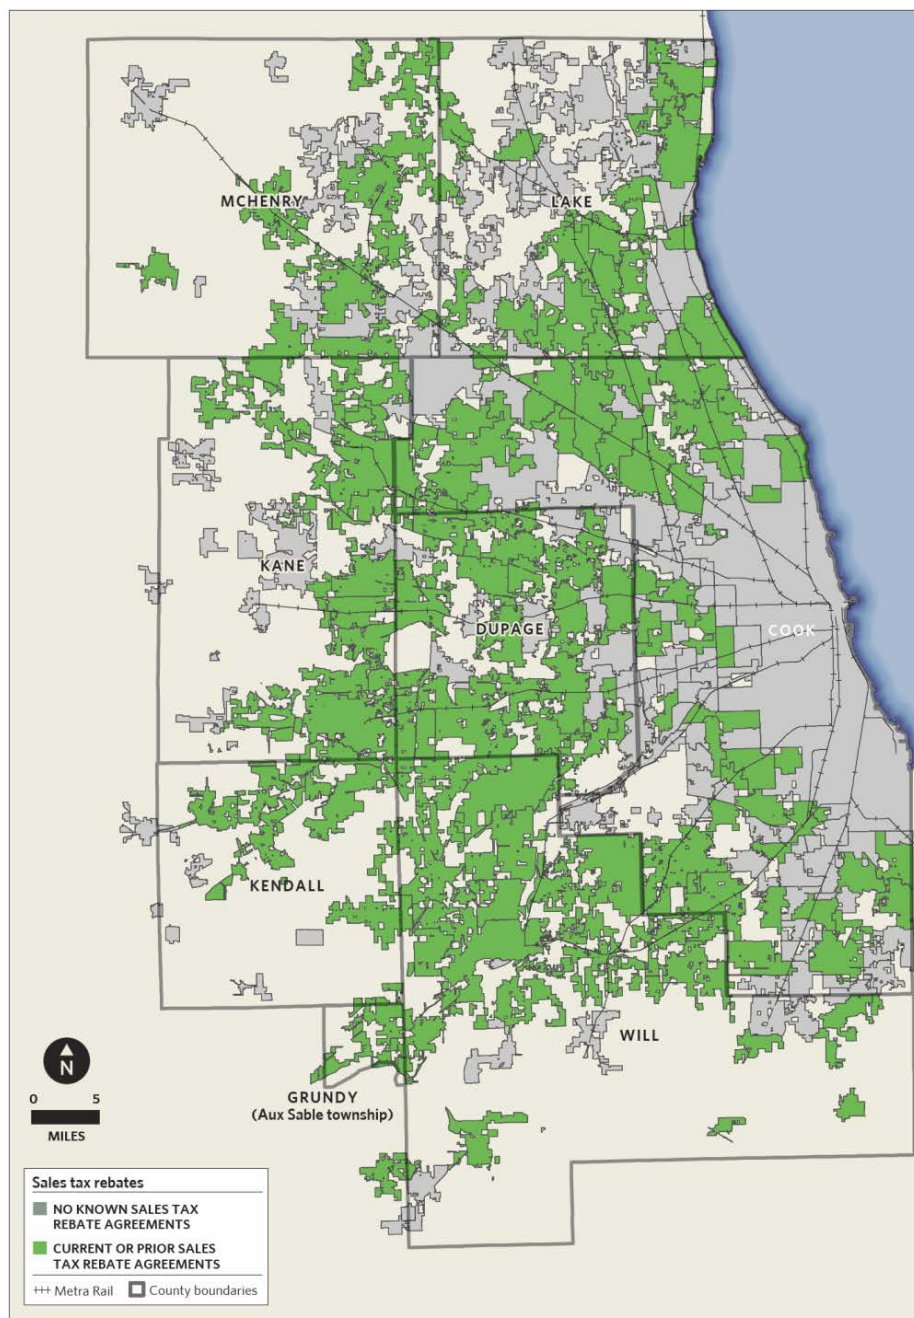 MCHENRY
LAKE
KANE
DUPAGE
COOK
KENDALL
WILL
GRUNDY
(Aux Sable township)
N
0 5
MILES
Sales tax rebates
NO KNOWN SALES TAX
REBATE AGREEMENTS
CURRENT OR PRIOR SALES
TAX REBATE AGREEMENTS
Metra Rail County boundaries